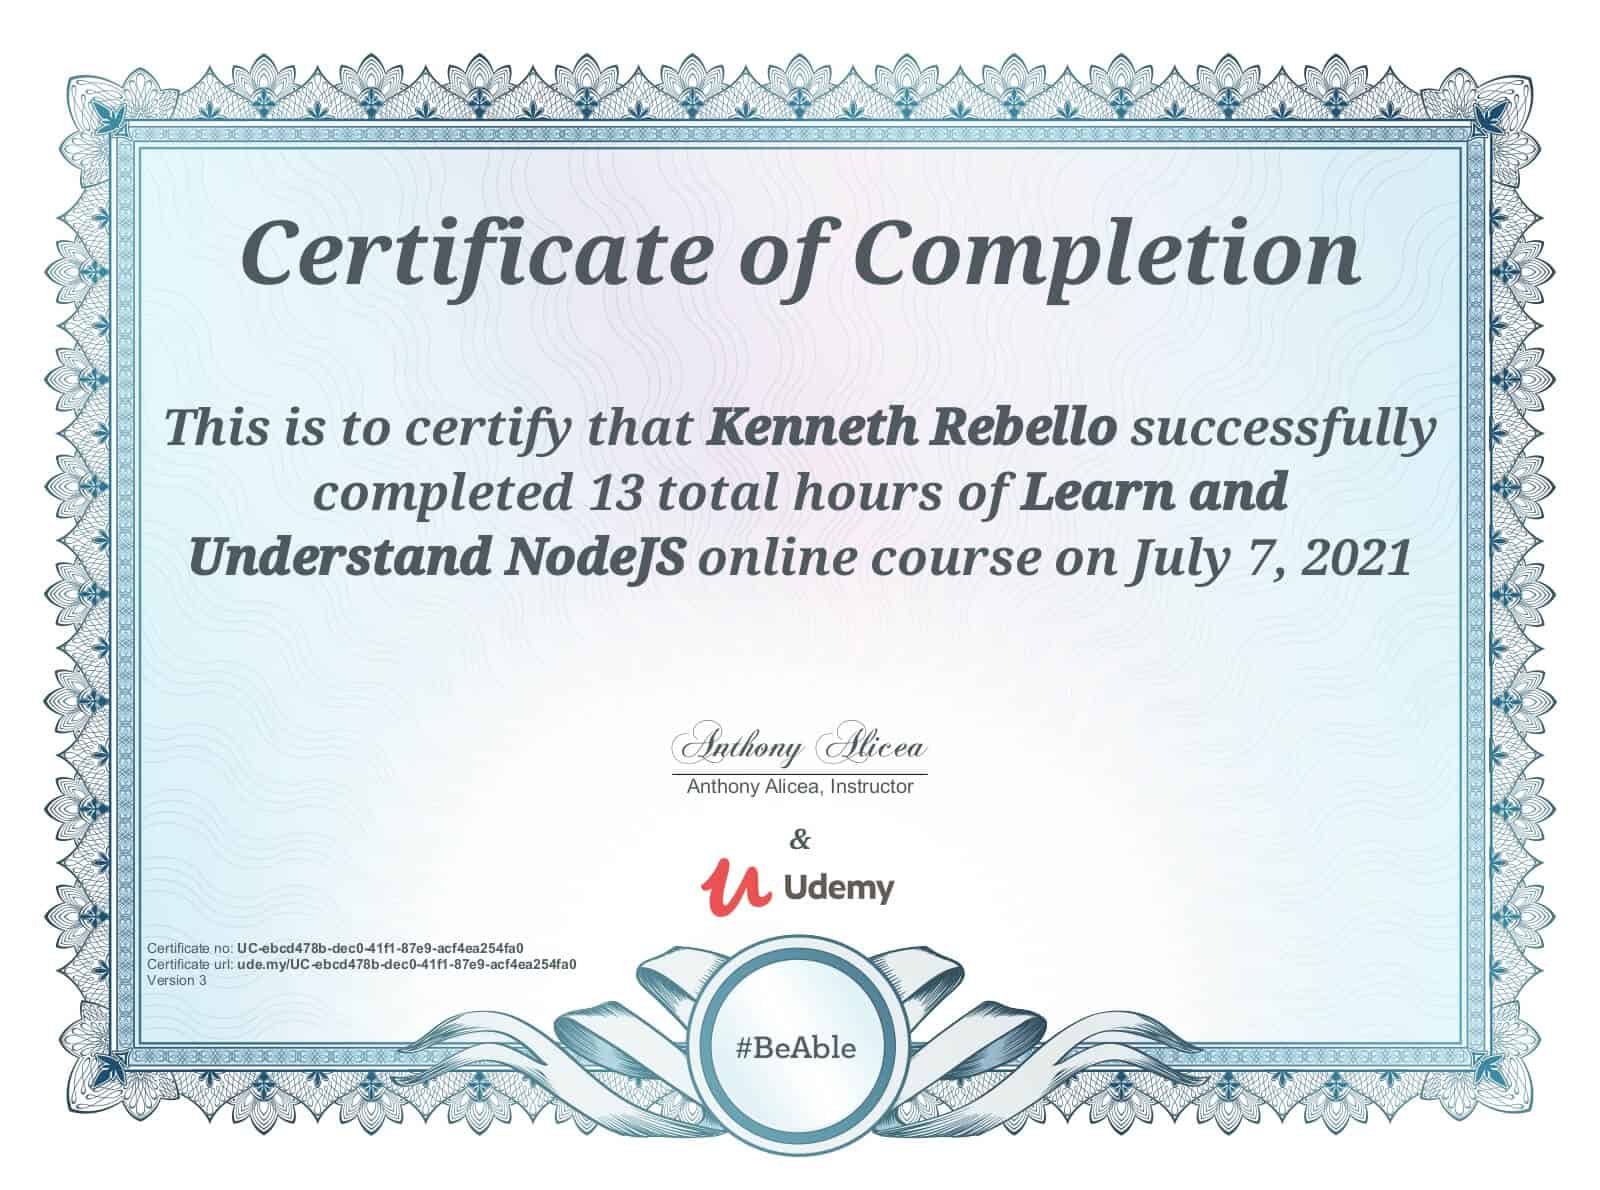 Certificate of Completion
This is to certify that Kenneth Rebello successfully
completed 13 total hours of Learn and
Understand NodeJS online course on July 7, 2021
Anthony Alicea
Anthony Alicea, Instructor
&
Udemy
Certificate no: UC-ebcd478b-dec0-41f1-87e9-acf4ea254fa0
Certificate url: ude.my/UC-ebcd478b-dec0-41f1-87e9-acf4ea254fa0
Version 3
#BeAble